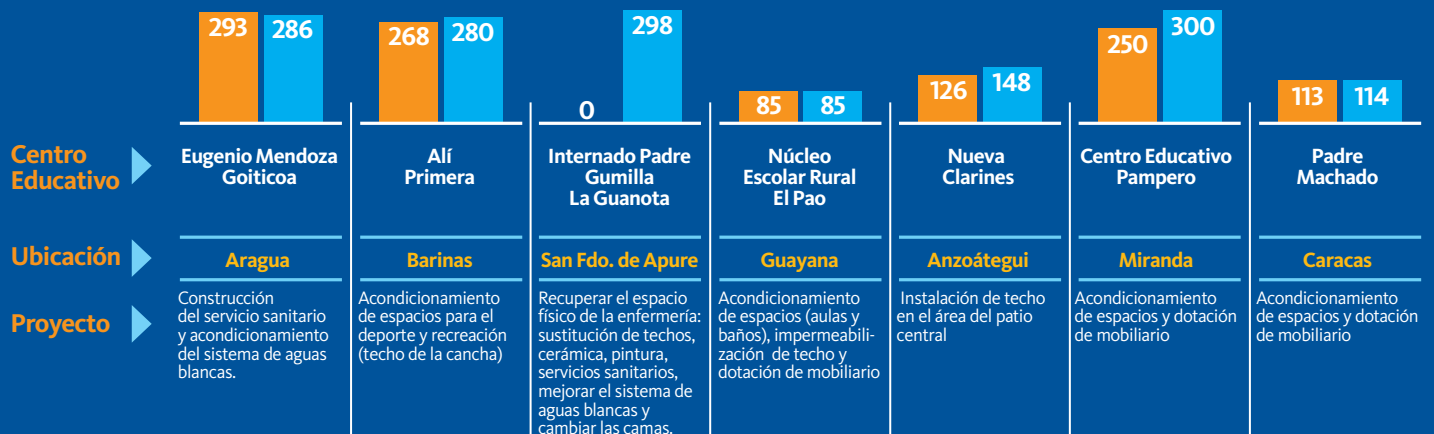 293 286
268 280
0 298
85 85
126 148
250 300
113 114
Centro
Educativo
Eugenio Mendoza
Goiticoa
Alí
Primera
Internado Padre
Gumilla
La Guanota
Núcleo
Escolar Rural
El Pao
Nueva
Clarines
Centro Educativo
Pampero
Padre
Machado
Ubicación
Aragua
Barinas
San Fdo. de Apure
Guayana
Anzoátegui
Miranda
Caracas
Proyecto
Construcción
del servicio sanitario
y acondicionamiento
del sistema de aguas
blancas.
Acondicionamiento
de espacios para el
deporte y recreación
(techo de la cancha)
Recuperar el espacio
físico de la enfermería:
sustitución de techos,
cerámica, pintura,
servicios sanitarios,
mejorar el sistema de
aguas blancas y
cambiar las camas.
Acondicionamiento
de espacios (aulas y
baños), impermeabili-
zación de techo y
dotación de mobiliario
Instalación de techo
en el área del patio
central
Acondicionamiento
de espacios y dotación
de mobiliario
Acondicionamiento
de espacios y dotación
de mobiliario